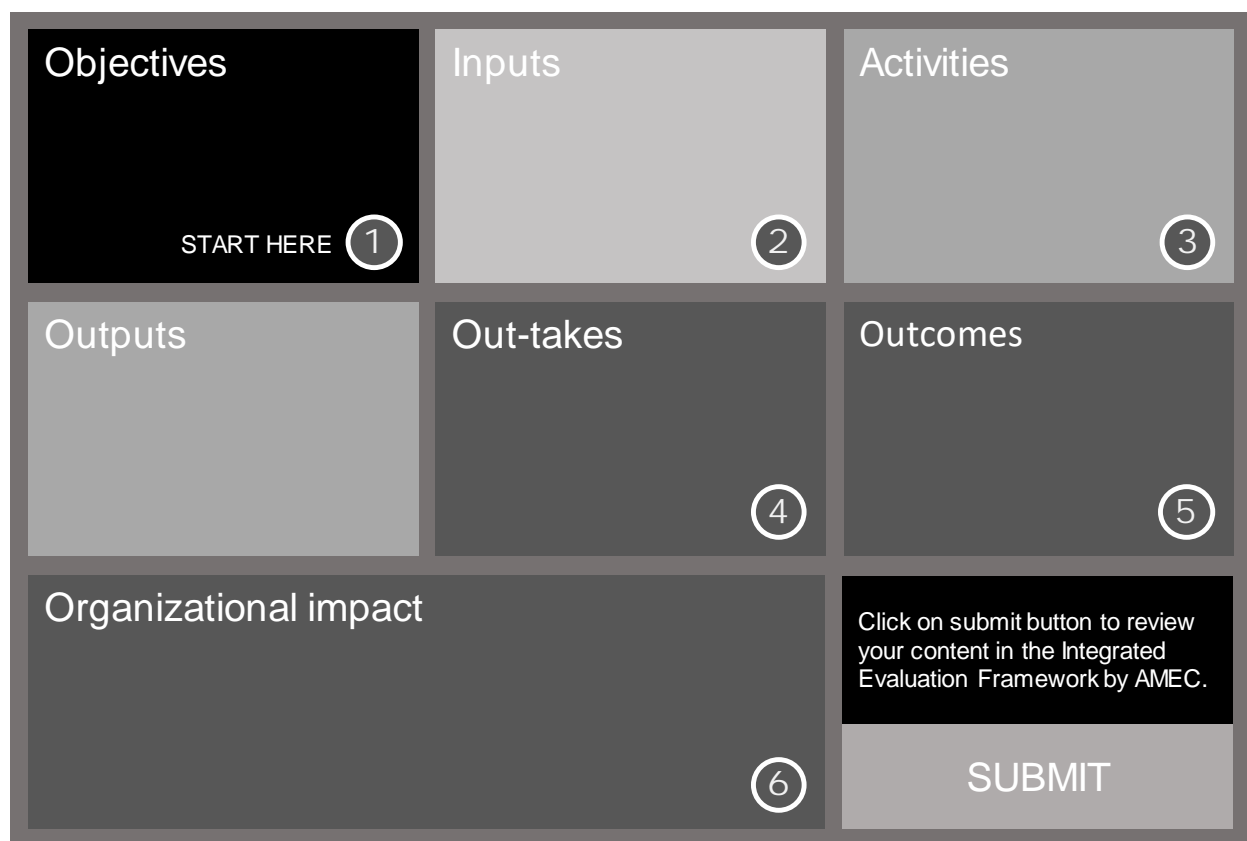 Objectives
START HERE 1
Inputs
2
Activities
3
Outputs
Out-takes
4
Outcomes
5
Organizational impact
6
Click on submit button to review
your content in the Integrated
Evaluation Framework by AMEC.
SUBMIT